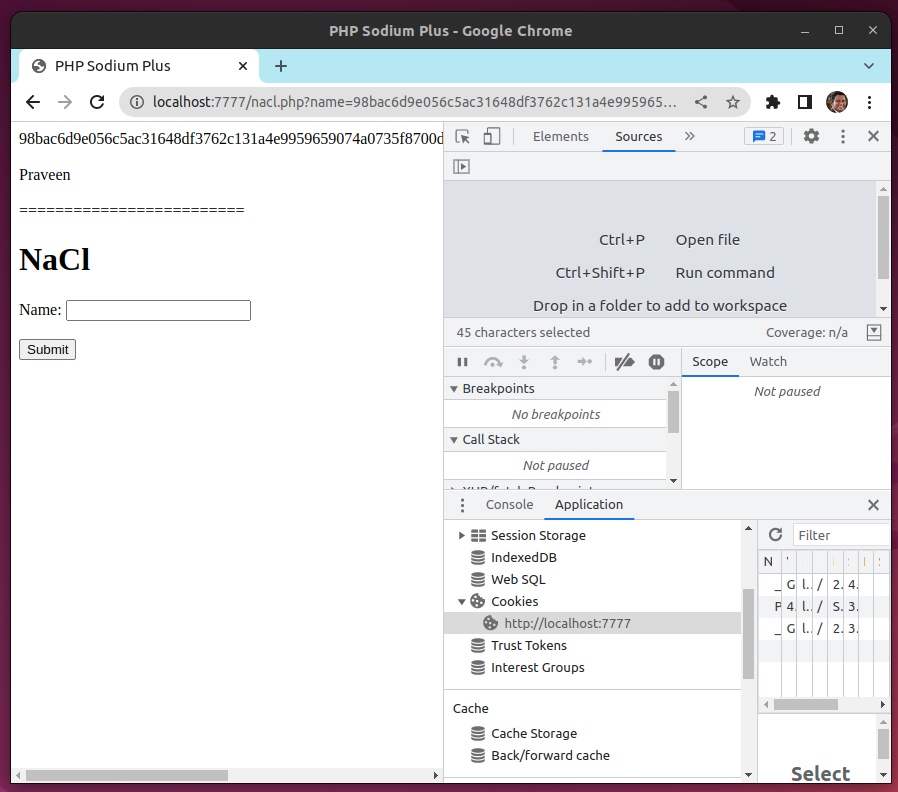 PHP Sodium Plus - Google Chrome
PHP Sodium Plus
localhost:7777/nacl.php?name=98bac6d9e056c5ac31648df3762c131a4e995965...
98bac6d9e056c5ac31648df3762c131a4e9959659074a0735f8700d
Praveen
=========================
NaCl
Name:
Submit
Elements
Sources
2
Ctrl+P Open file
Ctrl+Shift+P Run command
Drop in a folder to add to workspace
45 characters selected
Coverage: n/a
Scope
Watch
Breakpoints
No breakpoints
Not paused
Call Stack
Not paused
Console
Application
Session Storage
IndexedDB
Web SQL
Cookies
http://localhost:7777
Trust Tokens
Interest Groups
Cache
Cache Storage
Back/forward cache
Filter
N
_ G l.. / 2. 4.
P 4. l.. / S. 3.
_ G l.. / 2. 3.
Select